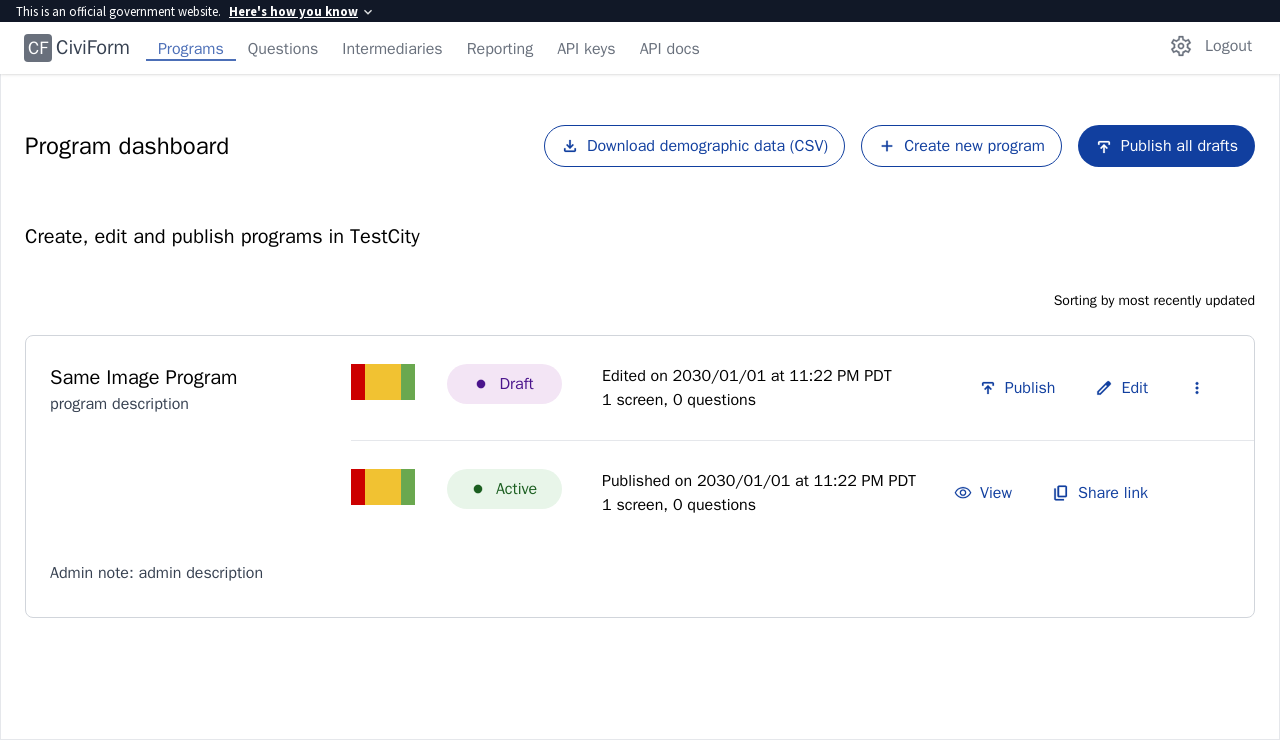 This is an official government website. Here's how you know
CF CiviForm Programs Questions Intermediaries Reporting API keys API docs Logout
Program dashboard Download demographic data (CSV) Create new program Publish all drafts
Create, edit and publish programs in TestCity
Sorting by most recently updated
Same Image Program
program description
Draft
Edited on 2030/01/01 at 11:22 PM PDT
1 screen, 0 questions
Publish Edit
Active
Published on 2030/01/01 at 11:22 PM PDT
1 screen, 0 questions
View Share link
Admin note: admin description